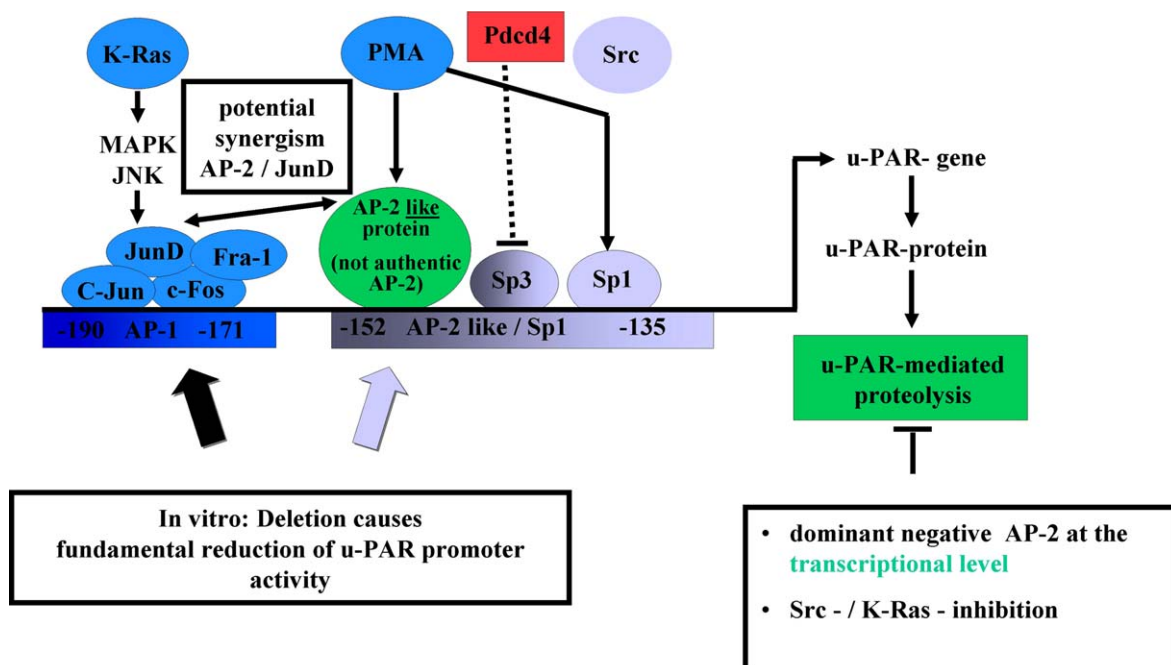 K-Ras
PMA
Pdcd4
Src
MAPK
JNK
potential
synergism
AP-2 / JunD
JunD
Fra-1
C-Jun
c-Fos
AP-2 like
protein
(not authentic
AP-2)
Sp3
Sp1
-190 AP-1 -171
-152 AP-2 like / Sp1 -135
u-PAR- gene
u-PAR-protein
u-PAR-mediated
proteolysis
In vitro: Deletion causes
fundamental reduction of u-PAR promoter
activity
• dominant negative AP-2 at the
transcriptional level
• Src - / K-Ras - inhibition